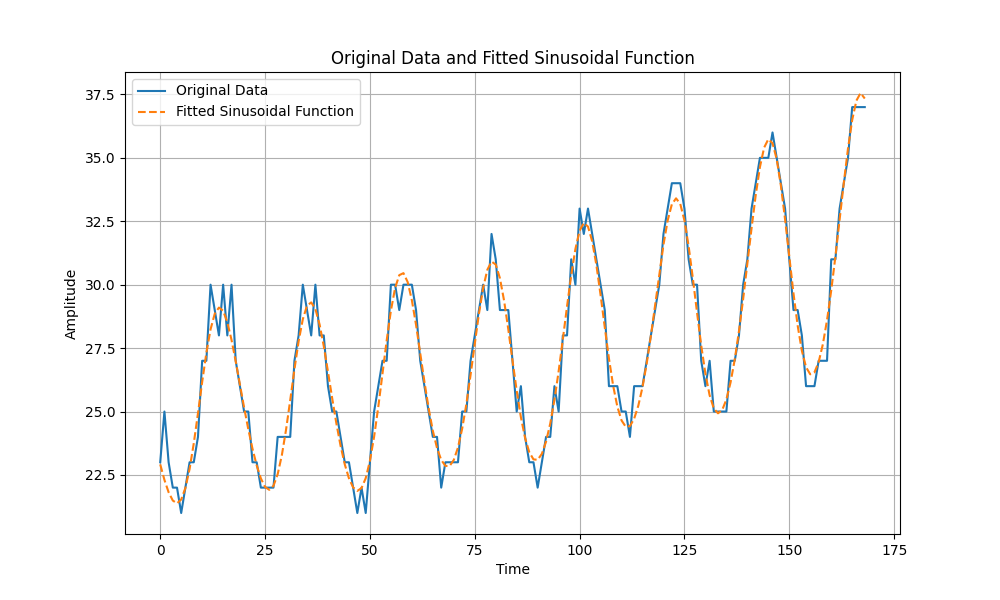 Original Data and Fitted Sinusoidal Function
Original Data
Fitted Sinusoidal Function
37.5
35.0
32.5
30.0
27.5
25.0
22.5
Amplitude
0 25 50 75 100 125 150 175
Time